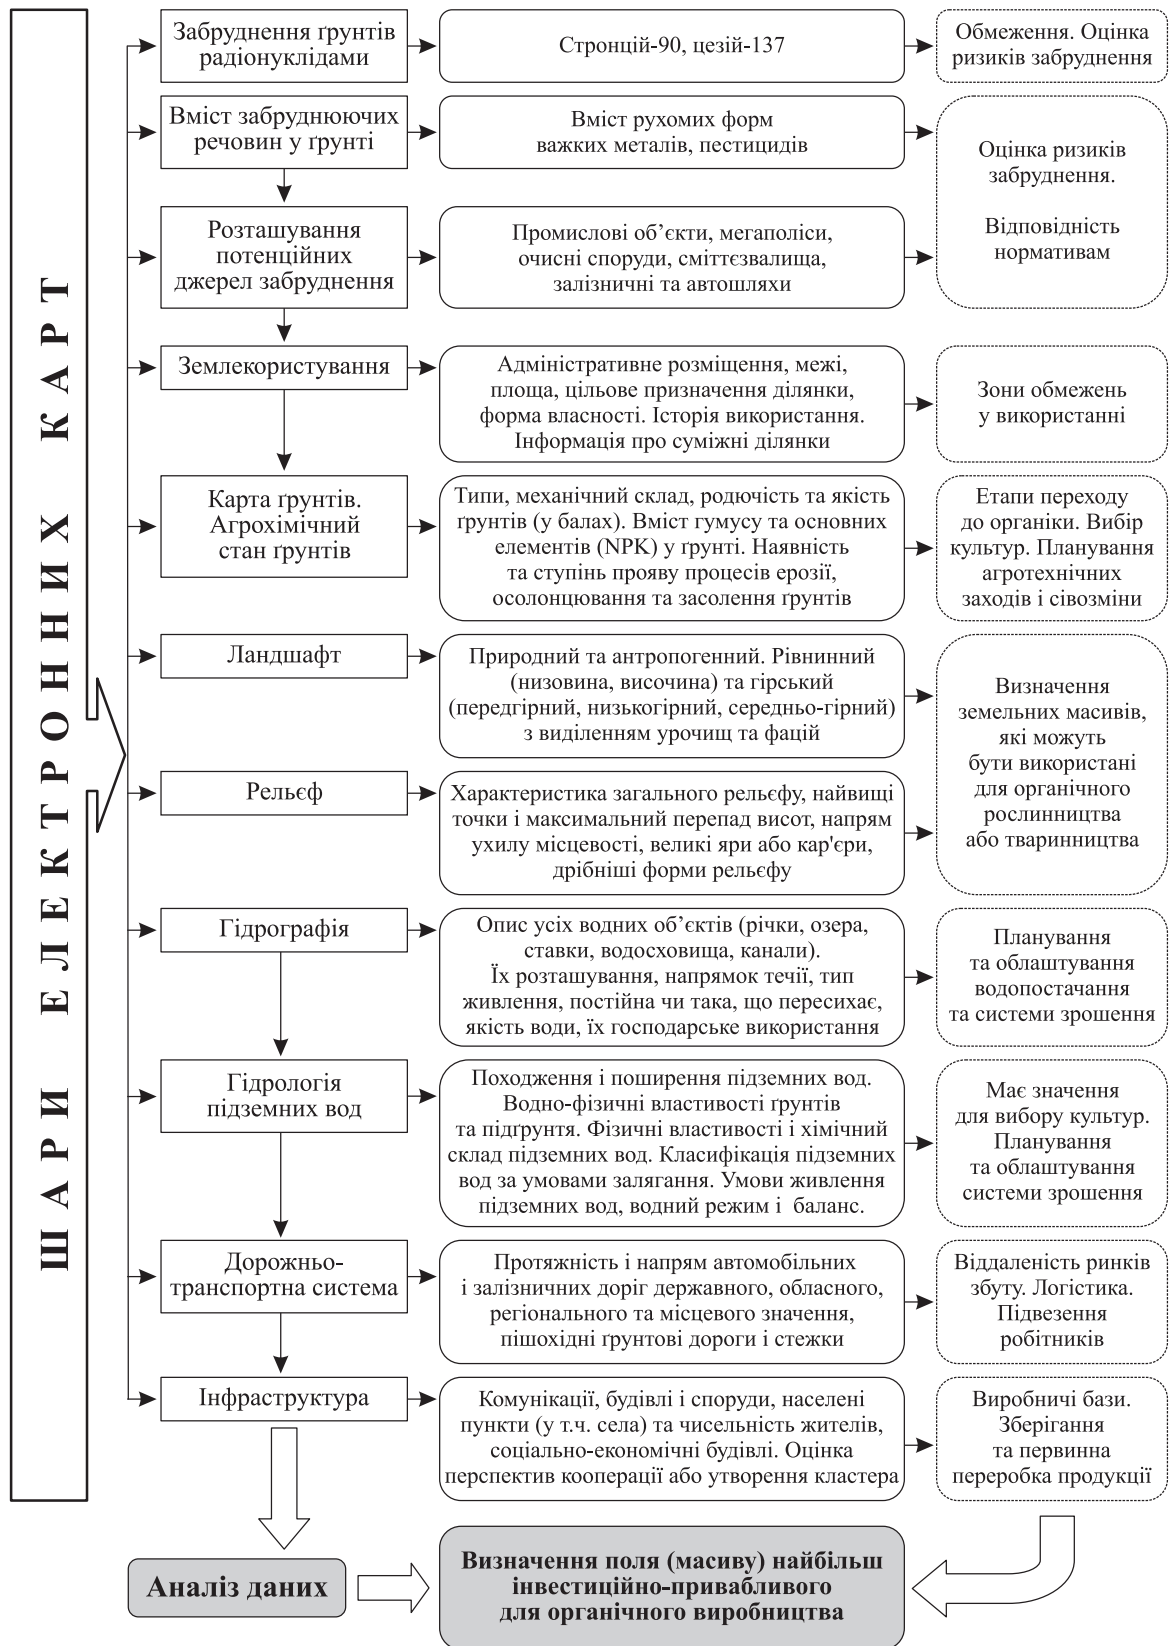 ШАРИ ЕЛЕКТРОННИХ КАРТ
Забруднення ґрунтів
радіонуклідами
Стронцій-90, цезій-137
Обмеження. Оцінка
ризиків забруднення
Вміст забруднюючих
речовин у ґрунті
Вміст рухомих форм
важких металів, пестицидів
Оцінка ризиків
забруднення.
Відповідність
нормативам
Розташування
потенційних
джерел забруднення
Промислові об’єкти, мегаполіси,
очисні споруди, сміттєзвалища,
залізничні та автошляхи
Землекористування
Адміністративне розміщення, межі,
площа, цільове призначення ділянки,
форма власності. Історія використання.
Інформація про суміжні ділянки
Зони обмежень
у використанні
Карта ґрунтів.
Агрохімічний
стан ґрунтів
Типи, механічний склад, родючість та якість
ґрунтів (у балах). Вміст гумусу та основних
елементів (NPK) у ґрунті. Наявність
та ступінь прояву процесів ерозії,
осолонцювання та засолення ґрунтів
Етапи переходу
до органіки. Вибір
культур. Планування
агротехнічних
заходів і сівозміни
Ландшафт
Природний та антропогенний. Рівнинний
(низовина, височина) та гірський
(передгірний, низькогірний, середньо-гірний)
з виділенням урочищ та фацій
Визначення
земельних масивів,
які можуть
бути використані
для органічного
рослинництва
або тваринництва
Рельєф
Характеристика загального рельєфу, найвищі
точки і максимальний перепад висот, напрям
ухилу місцевості, великі яри або кар'єри,
дрібніші форми рельєфу
Гідрографія
Опис усіх водних об’єктів (річки, озера,
ставки, водосховища, канали).
Їх розташування, напрямок течії, тип
живлення, постійна чи така, що пересихає,
якість води, їх господарське використання
Планування
та облаштування
водопостачання
та системи зрошення
Гідрологія
підземних вод
Походження і поширення підземних вод.
Водно-фізичні властивості ґрунтів
та підґрунтя. Фізичні властивості і хімічний
склад підземних вод. Класифікація підземних
вод за умовами залягання. Умови живлення
підземних вод, водний режим і баланс.
Має значення
для вибору культур.
Планування
та облаштування
системи зрошення
Дорожньо-
транспортна система
Протяжність і напрям автомобільних
і залізничних доріг державного, обласного,
регіонального та місцевого значення,
пішохідні ґрунтові дороги і стежки
Віддаленість ринків
збуту. Логістика.
Підвезення
робітників
Інфраструктура
Комунікації, будівлі і споруди, населені
пункти (у т.ч. села) та чисельність жителів,
соціально-економічні будівлі. Оцінка
перспектив кооперації або утворення кластера
Виробничі бази.
Зберігання
та первинна
переробка продукції
Аналіз даних
Визначення поля (масиву) найбільш
інвестиційно-привабливого
для органічного виробництва